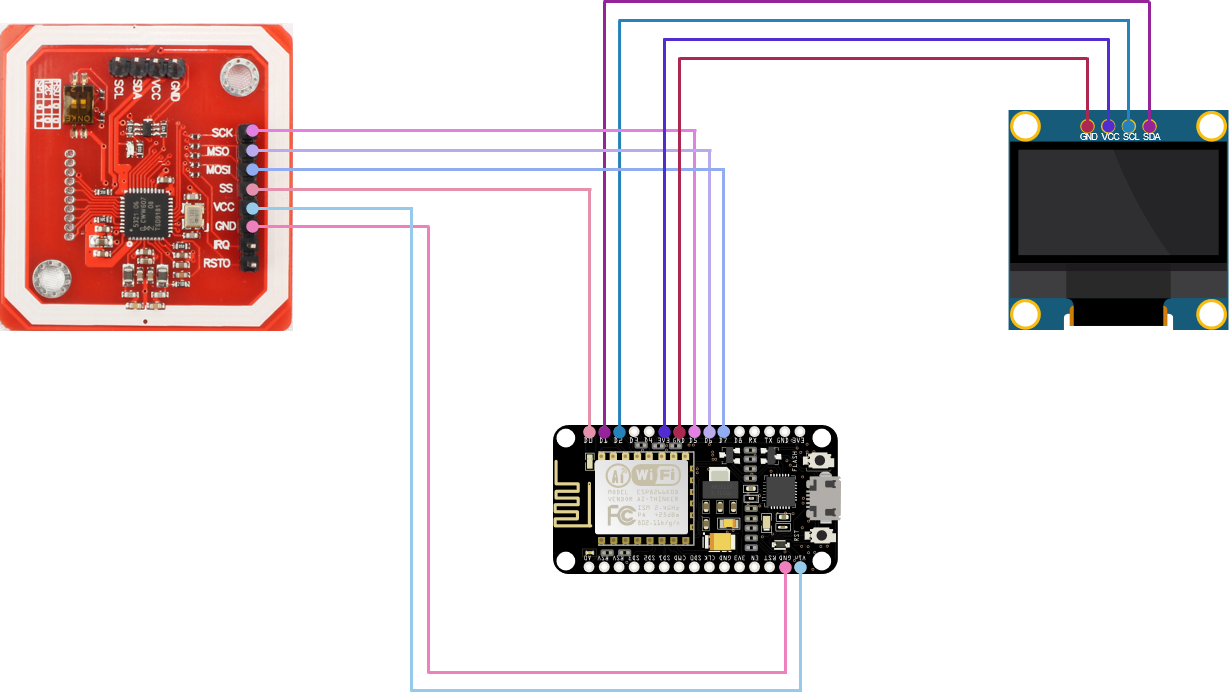 SCL
SDA
VCC
GND
SCK
MSO
MOSI
SS
VCC
GND
IRQ
RSTO
GND VCC SCL SDA
D0 D1 D2 D3 D4 3V3 GND D5 D6 D7 D8 RX TX GND 3V3
FLASH
Ai WiFi
MODEL ESP8266MOD
VENDOR AI-THINKER
FC ISM 2.4GHz
PA +25dBm
802.11b/g/n
RST
A0 RSV RSV SD3 SD2 SD1 CMD SD0 CLK GND 3V3 EN RST GND Vin